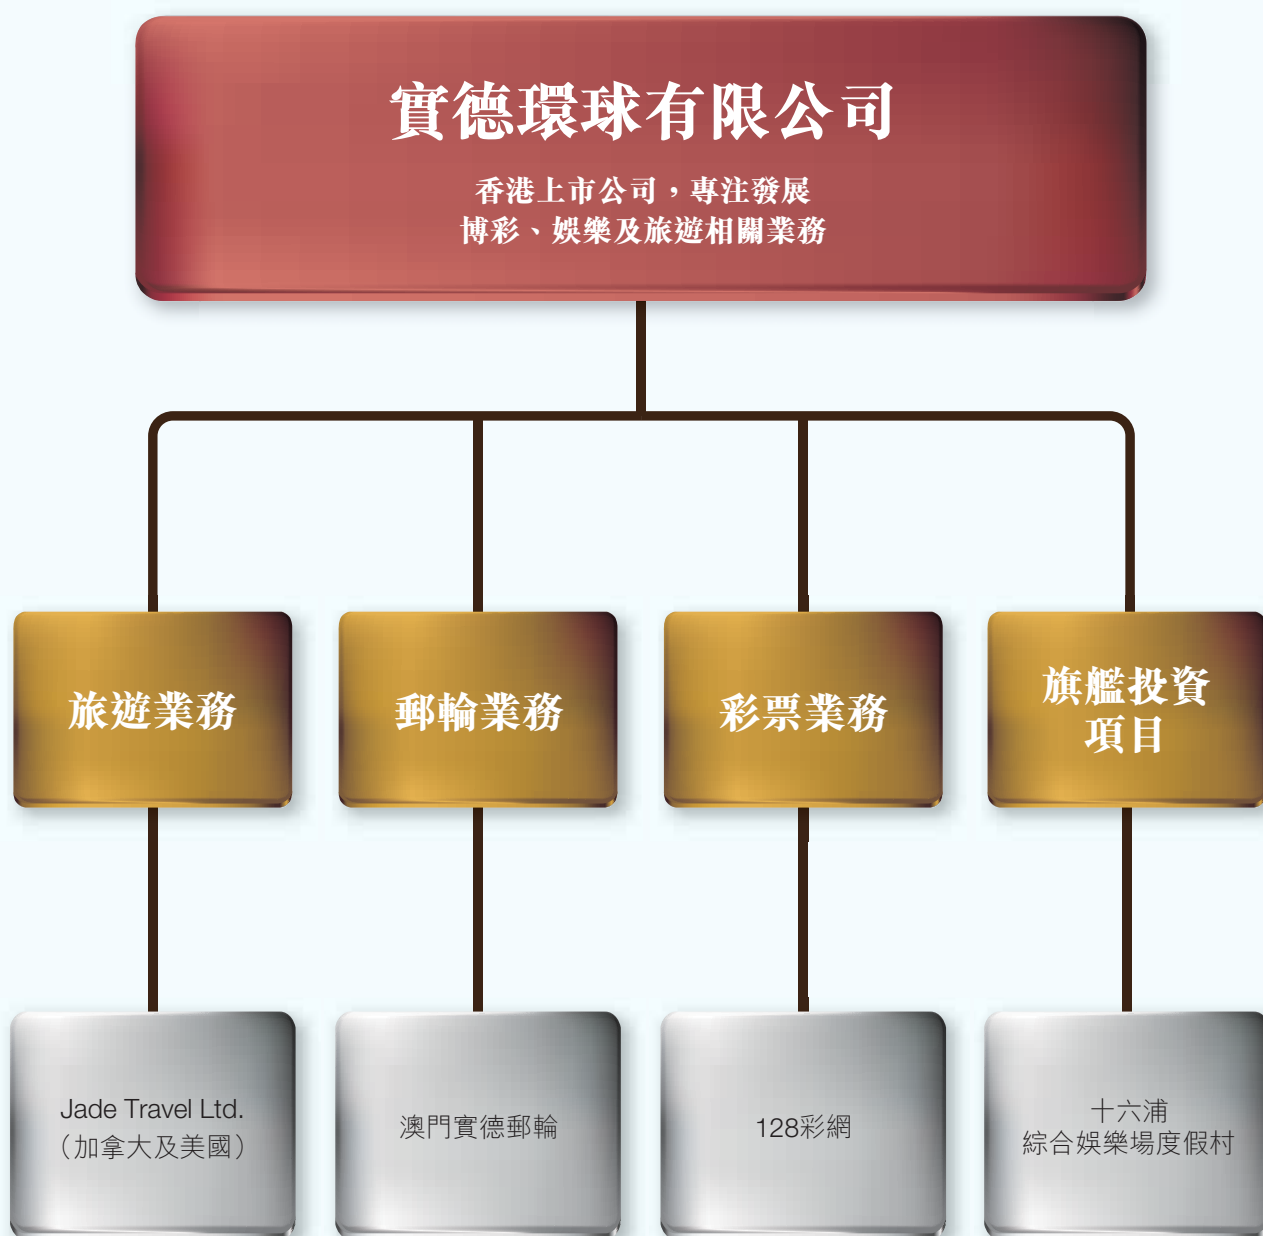 實德環球有限公司
香港上市公司，專注發展
博彩、娛樂及旅遊相關業務
旅遊業務
郵輪業務
彩票業務
旗艦投資
項目
Jade Travel Ltd.
（加拿大及美國）
澳門實德郵輪
128彩網
十六浦
綜合娛樂場度假村